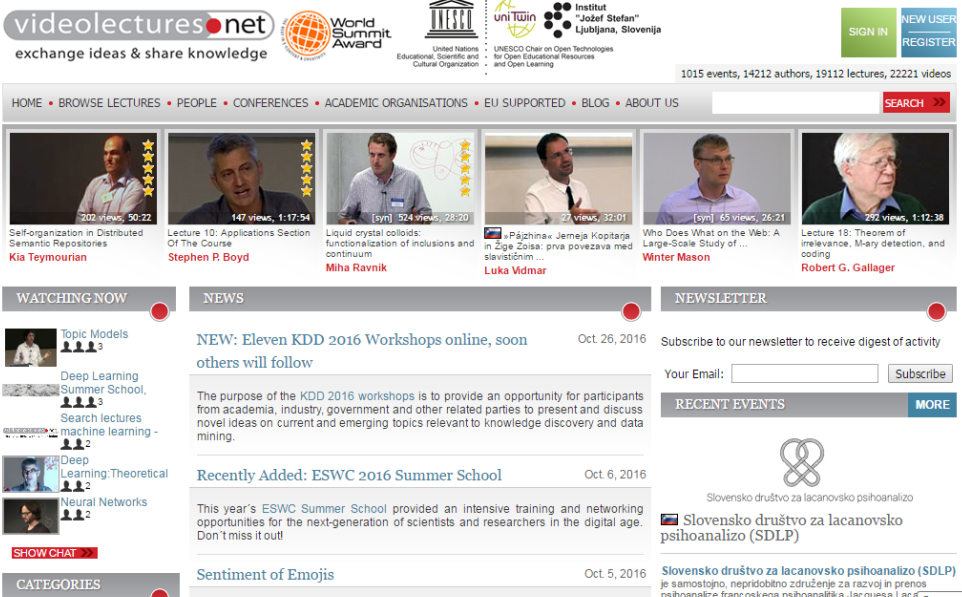 videolectures.net
exchange ideas & share knowledge
World
Summit
Award
UNESCO
United Nations
Educational, Scientific and
Cultural Organization
uniTwin
UNESCO Chair on Open Technologies
for Open Educational Resources
and Open Learning
Institut
"Jožef Stefan"
Ljubljana, Slovenija
SIGN IN
NEW USER
REGISTER
1015 events, 14212 authors, 19112 lectures, 22221 videos
HOME • BROWSE LECTURES • PEOPLE • CONFERENCES • ACADEMIC ORGANISATIONS • EU SUPPORTED • BLOG • ABOUT US
SEARCH
202 views, 50:22
Self-organization in Distributed
Semantic Repositories
Kia Teymourian
147 views, 1:17:54
Lecture 10: Applications Section
Of The Course
Stephen P. Boyd
[syn] 524 views, 28:20
Liquid crystal colloids:
functionalization of inclusions and
continuum
Miha Ravnik
27 views, 32:01
»Pájzhina« Jerneja Kopitarja
in Žige Zoisa: prva povezava med
slavističnim ...
Luka Vidmar
[syn] 65 views, 26:21
Who Does What on the Web: A
Large-Scale Study of ...
Winter Mason
292 views, 1:12:38
Lecture 18: Theorem of
irrelevance, M-ary detection, and
coding
Robert G. Gallager
WATCHING NOW
Topic Models
3
Deep Learning
Summer School,
3
Search lectures
machine learning -
2
Deep
Learning:Theoretical
2
Neural Networks
2
SHOW CHAT
CATEGORIES
NEWS
NEW: Eleven KDD 2016 Workshops online, soon
others will follow
Oct. 26, 2016
The purpose of the KDD 2016 workshops is to provide an opportunity for participants
from academia, industry, government and other related parties to present and discuss
novel ideas on current and emerging topics relevant to knowledge discovery and data
mining.
Recently Added: ESWC 2016 Summer School
Oct. 6, 2016
This year´s ESWC Summer School provided an intensive training and networking
opportunities for the next-generation of scientists and researchers in the digital age.
Don´t miss it out!
Sentiment of Emojis
Oct. 5, 2016
NEWSLETTER
Subscribe to our newsletter to receive digest of activity
Your Email:
Subscribe
RECENT EVENTS
MORE
Slovensko društvo za lacanovsko psihoanalizo
Slovensko društvo za lacanovsko
psihoanalizo (SDLP)
Slovensko društvo za lacanovsko psihoanalizo (SDLP)
je samostojno, nepridobitno združenje za razvoj in prenos
psihoanalize francoskega psihoanalitika Jacquesa